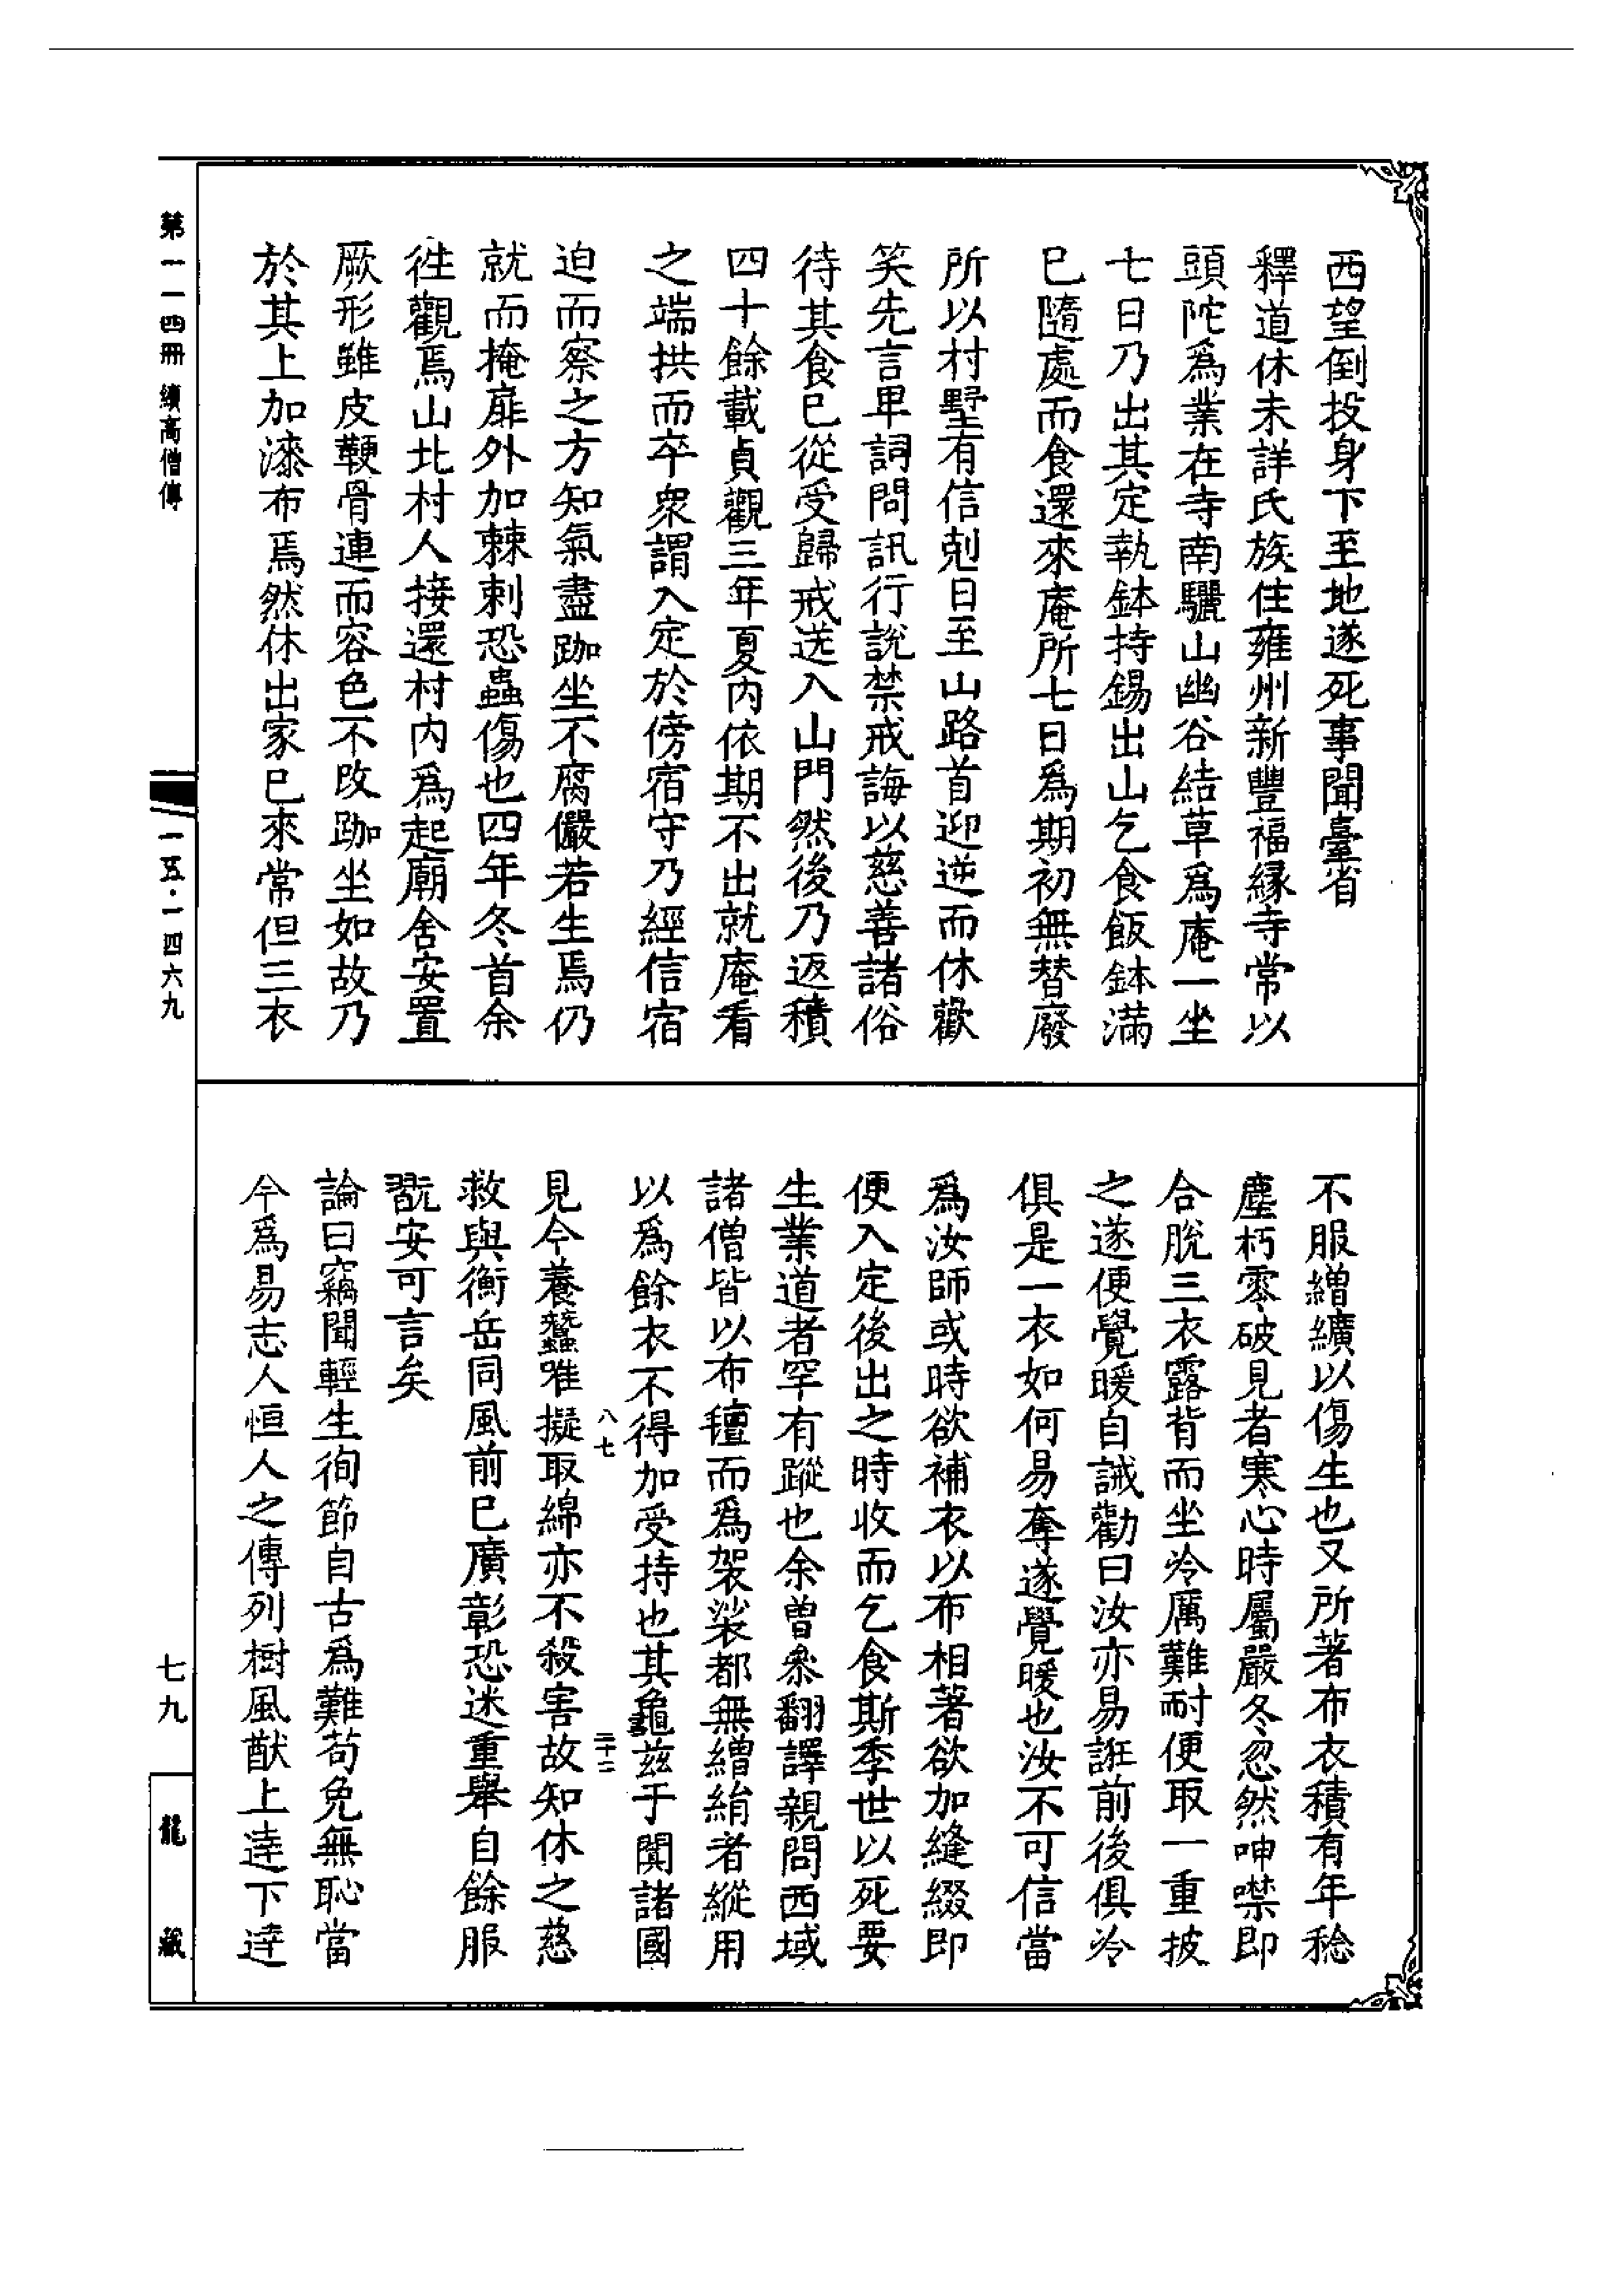 西望倒投身下至地遂死事聞臺省
釋道休未詳氏族住雍州新豐福緣寺常以
頭陀爲業在寺南驪山幽谷結草爲庵一坐
七日乃出其定執鉢持錫出山乞食飯鉢滿
已隨處而食還來庵所七日爲期初無替廢
所以村墅有信剋日至山路首迎逆而休歡
笑先言卑詞問訊行說禁戒誨以慈善諸俗
待其食已從受歸戒送入山門然後乃返積
四十餘載貞觀三年夏內依期不出就庵看
之端拱而卒衆謂入定於傍宿守乃經信宿
迫而察之方知氣盡跏坐不腐儼若生焉仍
就而掩扉外加棘刺恐蟲傷也四年冬首余
往觀焉山北村人接還村內爲起廟舍安置
厥形雖皮鞕骨連而容色不改跏坐如故乃
於其上加漆布焉然休出家已來常但三衣
不服繒纊以傷生也又所著布衣積有年稔
塵朽零破見者寒心時屬嚴冬忽然呻噤即
合脫三衣露背而坐冷厲難耐便取一重披
之遂便覺暖自誡勸曰汝亦易誑前後俱冷
俱是一衣如何易奪遂覺暖也汝不可信當
爲汝師或時欲補衣以布相著欲加縫綴即
便入定後出之時收而乞食斯季世以死要
生業道者罕有蹤也余曾叅翻譯親問西域
諸僧皆以布㲲而爲袈裟都無繒絹者縱用
以爲餘衣不得加受持也其龜茲于闐諸國
見今養蠶唯擬取綿亦不殺害故知休之慈
救與衡岳同風前已廣彰恐迷重舉自餘服
翫安可言矣
論曰竊聞輕生徇節自古爲難苟免無恥當
今爲易志人恒人之傳列樹風猷上達下達
八七
二十二
第一一四冊 續高僧傳
一五·一四六九
七九
龍藏